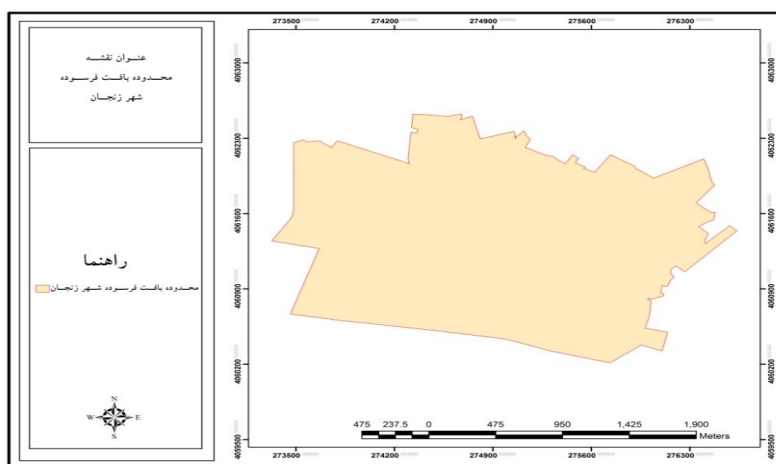 273500 274200 274900 275600 276300
عنوان نقشه
محدوده بافت فرسوده
شهر زنجان
راهنما
محدوده بافت فرسوده شهر زنجان
N
W E
S
4063000 4063000
4062300 4062300
4061600 4061600
4060900 4060900
4060200 4060200
4059500 4059500
475 237.5 0 475 950 1,425 1,900
Meters
273500 274200 274900 275600 276300